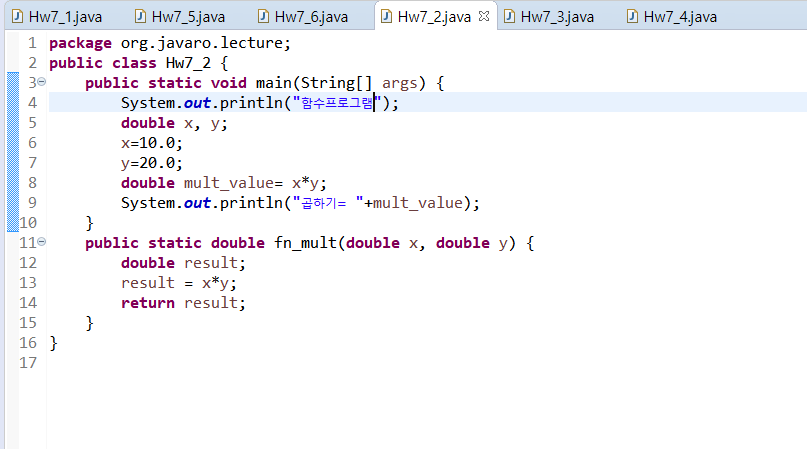 Hw7_1.java Hw7_5.java Hw7_6.java Hw7_2.java Hw7_3.java Hw7_4.java
1 package org.javaro.lecture;
2 public class Hw7_2 {
3 public static void main(String[] args) {
4 System.out.println("함수프로그램");
5 double x, y;
6 x=10.0;
7 y=20.0;
8 double mult_value= x*y;
9 System.out.println("곱하기= "+mult_value);
10 }
11 public static double fn_mult(double x, double y) {
12 double result;
13 result = x*y;
14 return result;
15 }
16 }
17